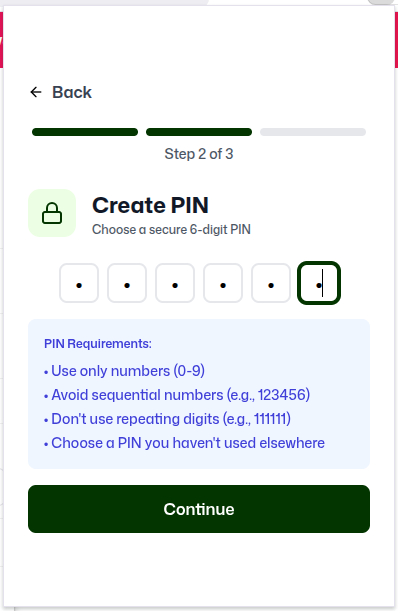 Back
Step 2 of 3
Create PIN
Choose a secure 6-digit PIN
PIN Requirements:
• Use only numbers (0-9)
• Avoid sequential numbers (e.g., 123456)
• Don't use repeating digits (e.g., 111111)
• Choose a PIN you haven't used elsewhere
Continue